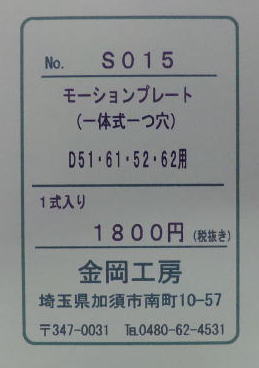 No. S015
モーションプレート
(一体式一つ穴)
D51・61・52・62用
1式入り
1800円(税抜き)
金岡工房
埼玉県加須市南町10-57
〒347-0031 ℡0480-62-4531